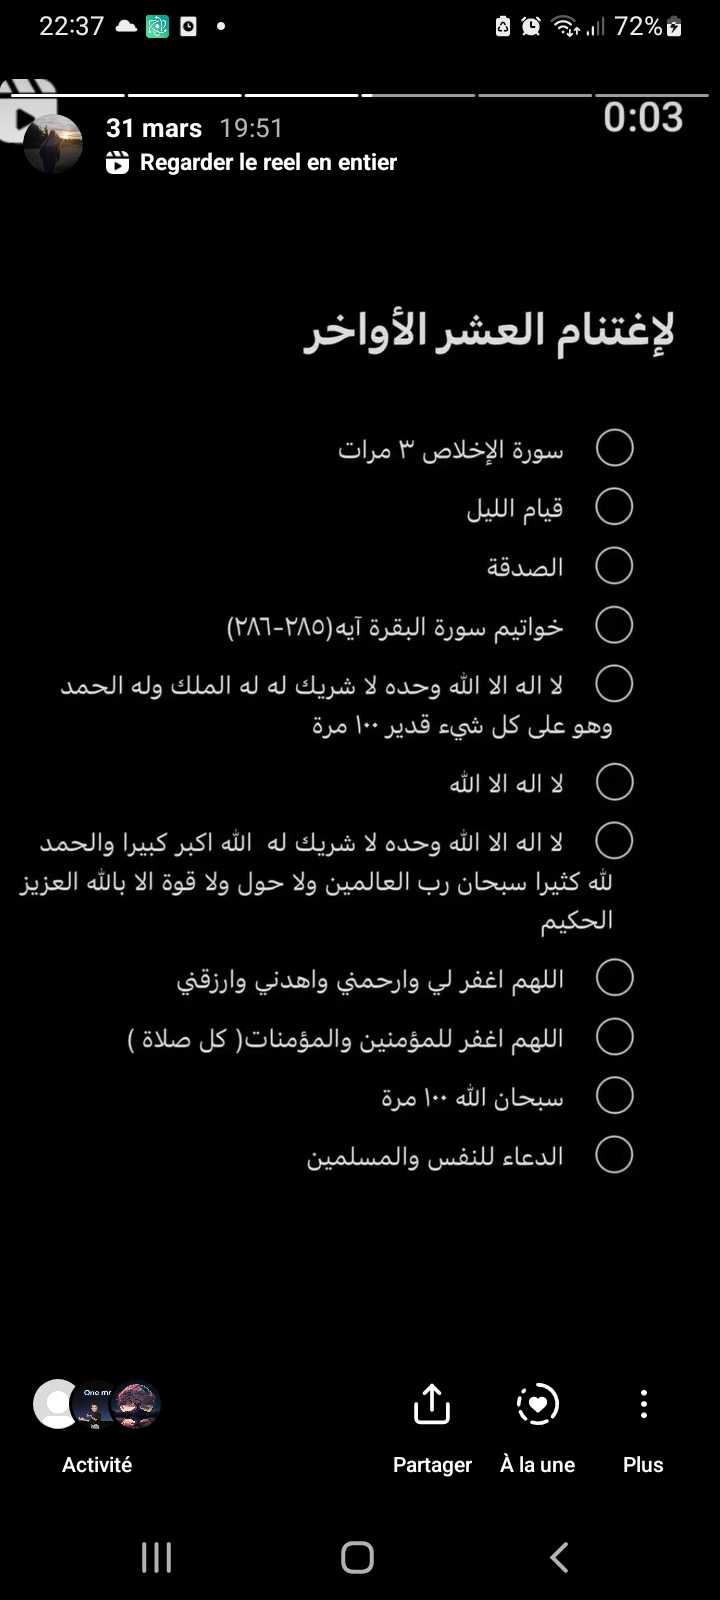 22:37
72%
31 mars 19:51
0:03
Regarder le reel en entier
لإغتنام العشر الأواخر
سورة الإخلاص ٣ مرات
قيام الليل
الصدقة
خواتيم سورة البقرة آيه(٢٨٥-٢٨٦)
لا اله الا الله وحده لا شريك له له الملك وله الحمد
وهو على كل شيء قدير ١٠٠ مرة
لا اله الا الله
لا اله الا الله وحده لا شريك له الله اكبر كبيرا والحمد
لله كثيرا سبحان رب العالمين ولا حول ولا قوة الا بالله العزيز
الحكيم
اللهم اغفر لي وارحمني واهدني وارزقني
اللهم اغفر للمؤمنين والمؤمنات( كل صلاة )
سبحان الله ١٠٠ مرة
الدعاء للنفس والمسلمين
One mr
Activité
Partager
À la une
Plus